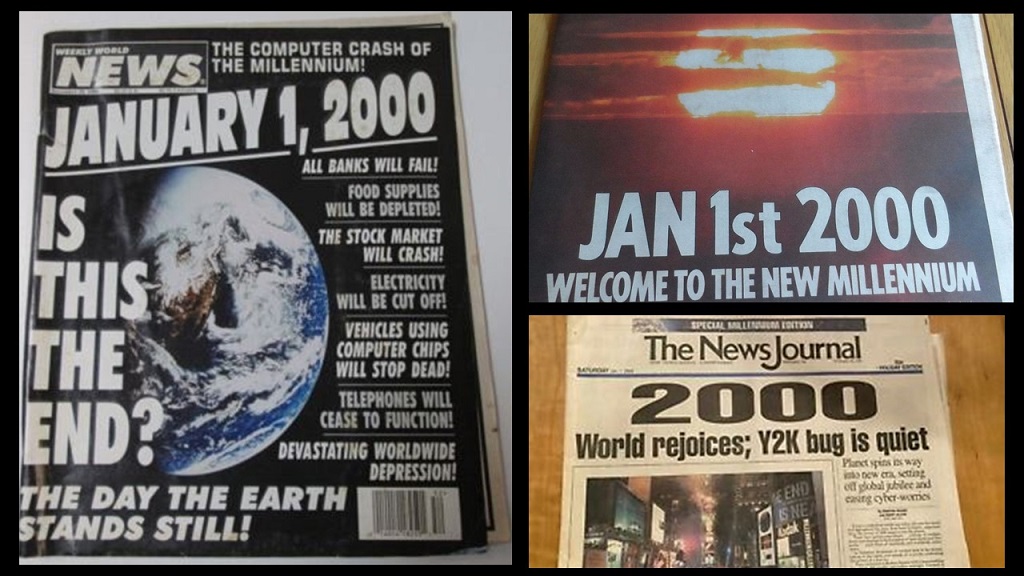 WEEKLY WORLD
NEWS
THE COMPUTER CRASH OF
THE MILLENNIUM!
JANUARY 1, 2000
IS
THIS
THE
END?
ALL BANKS WILL FAIL!
FOOD SUPPLIES
WILL BE DEPLETED!
THE STOCK MARKET
WILL CRASH!
ELECTRICITY
WILL BE CUT OFF!
VEHICLES USING
COMPUTER CHIPS
WILL STOP DEAD!
TELEPHONES WILL
CEASE TO FUNCTION!
DEVASTATING WORLDWIDE
DEPRESSION!
THE DAY THE EARTH
STANDS STILL!
JAN 1st 2000
WELCOME TO THE NEW MILLENNIUM
SPECIAL MILLENNIUM EDITION
The News Journal
SATURDAY
HOLIDAY EDITION
2000
World rejoices; Y2K bug is quiet
Planet spins its way
into new era, setting
off global jubilee and
easing cyber-worries
END